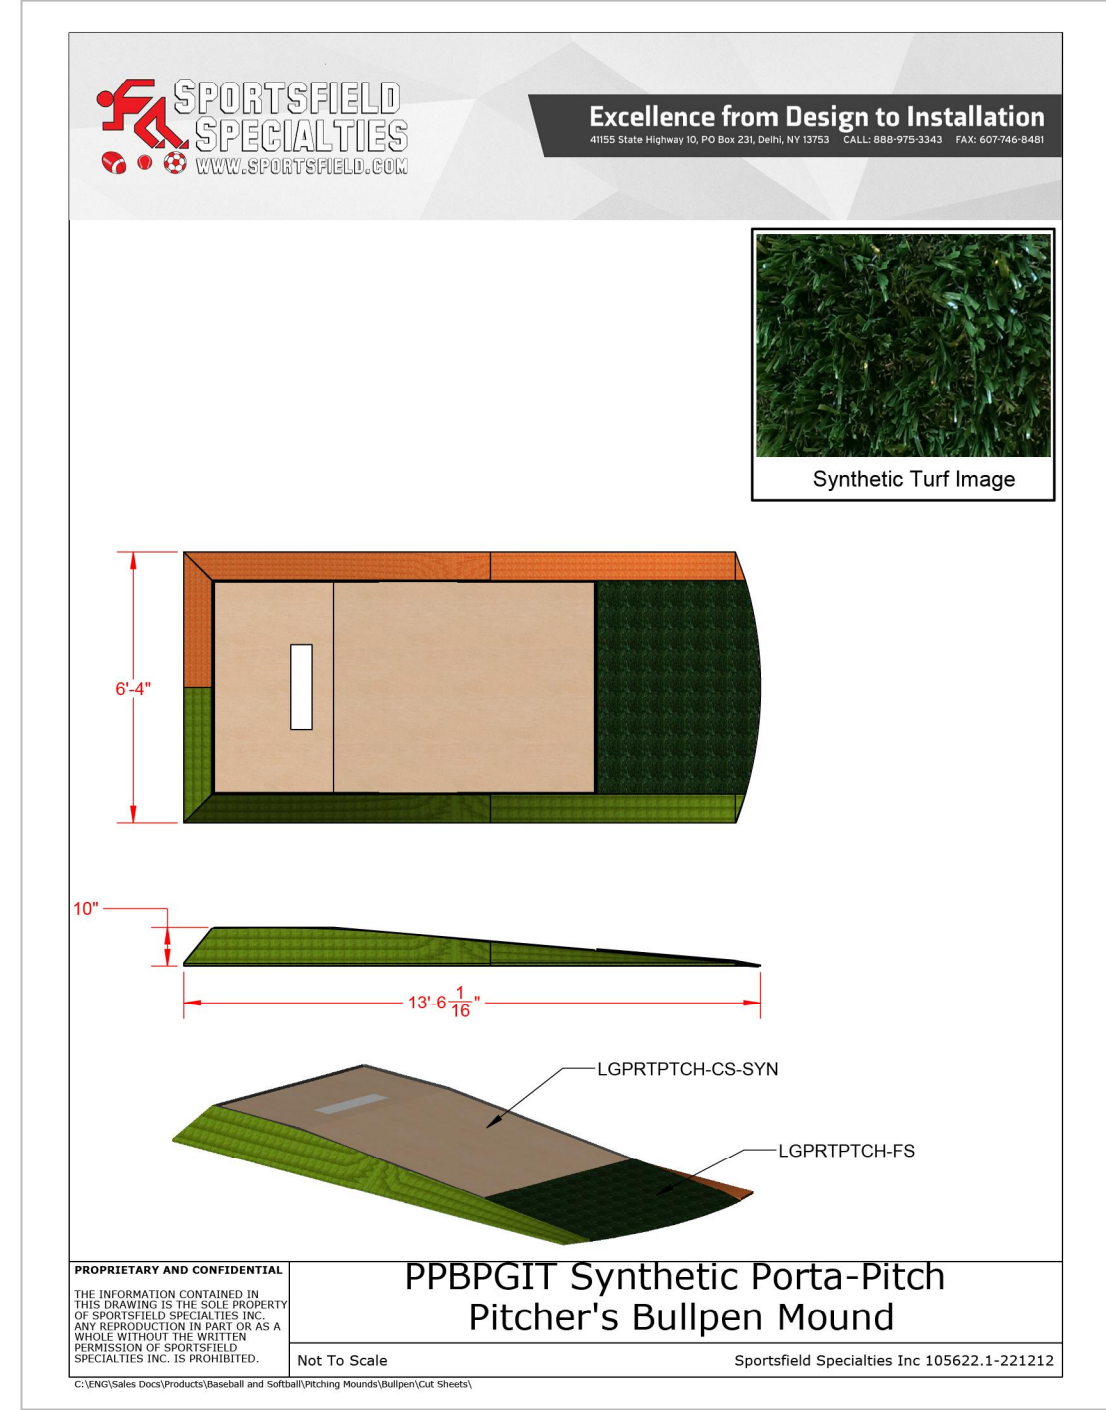 SPORTSFIELD
SPECIALTIES
WWW.SPORTSFIELD.COM
Excellence from Design to Installation
41155 State Highway 10, PO Box 231, Delhi, NY 13753 CALL: 888-975-3343 FAX: 607-746-8481
Synthetic Turf Image
6'-4"
10"
13'-6 1/16"
LGPRTPTCH-CS-SYN
LGPRTPTCH-FS
PROPRIETARY AND CONFIDENTIAL
THE INFORMATION CONTAINED IN
THIS DRAWING IS THE SOLE PROPERTY
OF SPORTSFIELD SPECIALTIES INC.
ANY REPRODUCTION IN PART OR AS A
WHOLE WITHOUT THE WRITTEN
PERMISSION OF SPORTSFIELD
SPECIALTIES INC. IS PROHIBITED.
PPBPGIT Synthetic Porta-Pitch
Pitcher's Bullpen Mound
Not To Scale
Sportsfield Specialties Inc 105622.1-221212
C:\ENG\Sales Docs\Products\Baseball and Softball\Pitching Mounds\Bullpen\Cut Sheets\